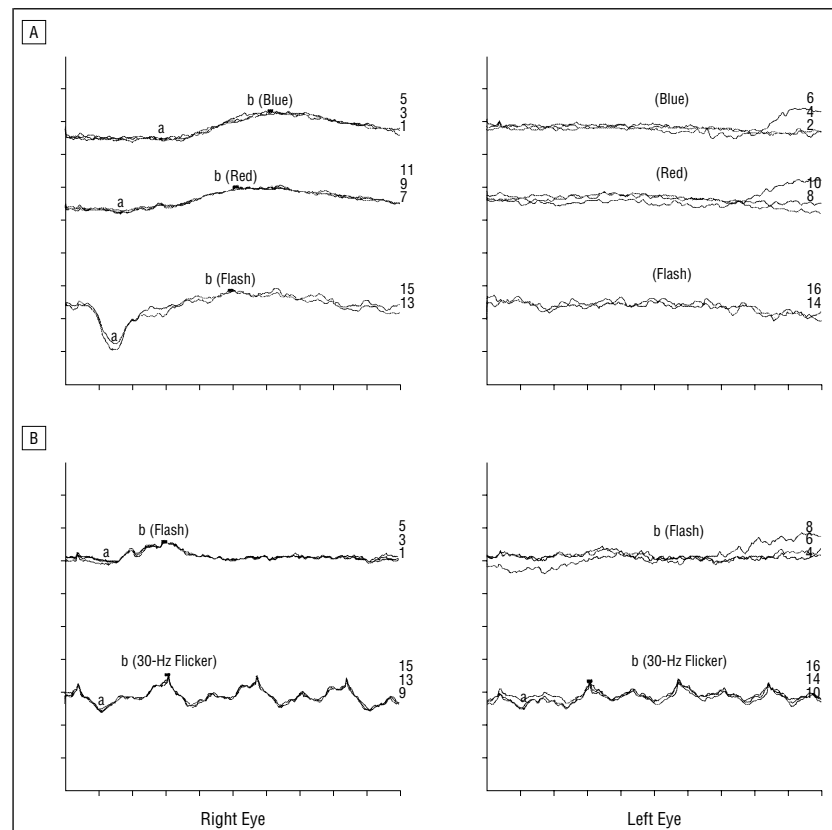 A
b (Blue)
a
5
3
1
b (Red)
a
11
9
7
b (Flash)
a
15
13
(Blue)
6
4
2
(Red)
10
8
(Flash)
16
14
B
b (Flash)
a
5
3
1
b (30-Hz Flicker)
a
15
13
9
Right Eye
b (Flash)
8
6
4
b (30-Hz Flicker)
a
16
14
10
Left Eye